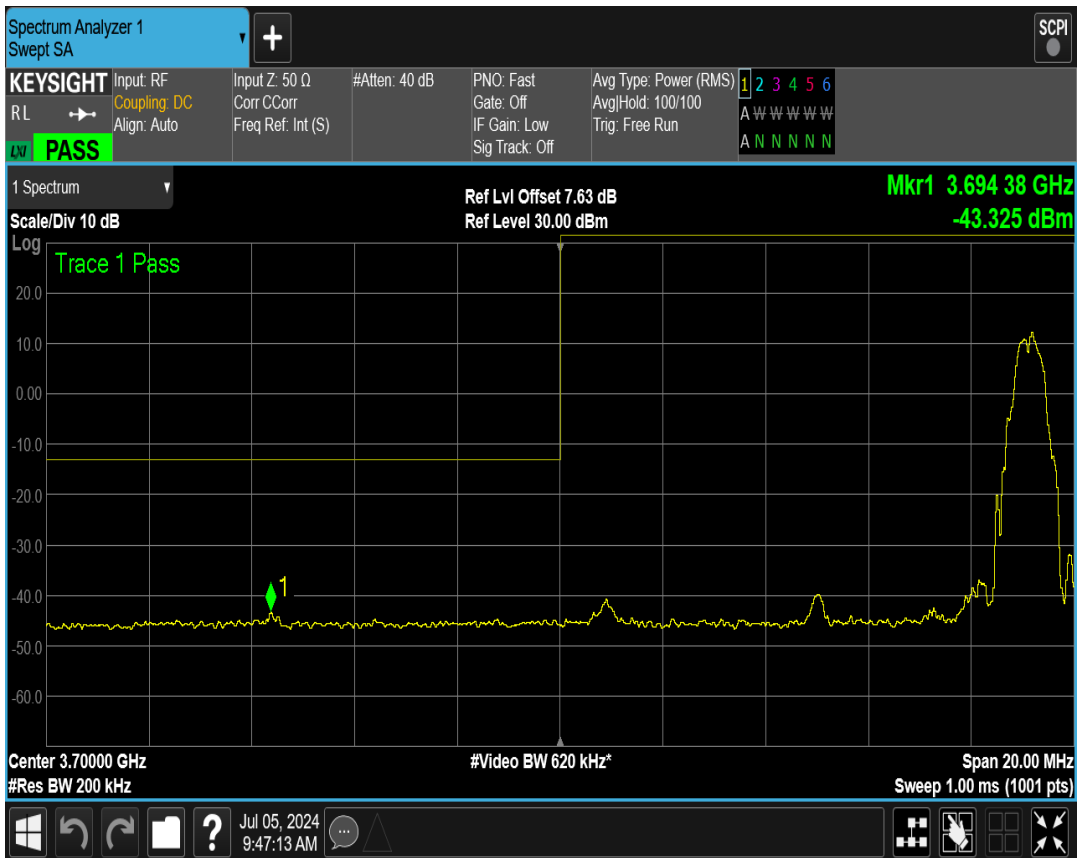 Spectrum Analyzer 1
Swept SA
SCPI
KEYSIGHT
RL
LXI PASS
Input: RF
Coupling: DC
Align: Auto
Input Z: 50 Ω
Corr CCorr
Freq Ref: Int (S)
#Atten: 40 dB
PNO: Fast
Gate: Off
IF Gain: Low
Sig Track: Off
Avg Type: Power (RMS)
Avg|Hold: 100/100
Trig: Free Run
1 2 3 4 5 6
A W W W W W
A N N N N N
1 Spectrum
Scale/Div 10 dB
Ref Lvl Offset 7.63 dB
Ref Level 30.00 dBm
Mkr1 3.694 38 GHz
-43.325 dBm
Log
Trace 1 Pass
20.0
10.0
0.00
-10.0
-20.0
-30.0
-40.0
-50.0
-60.0
1
Center 3.70000 GHz
#Res BW 200 kHz
#Video BW 620 kHz*
Span 20.00 MHz
Sweep 1.00 ms (1001 pts)
?
Jul 05, 2024
9:47:13 AM